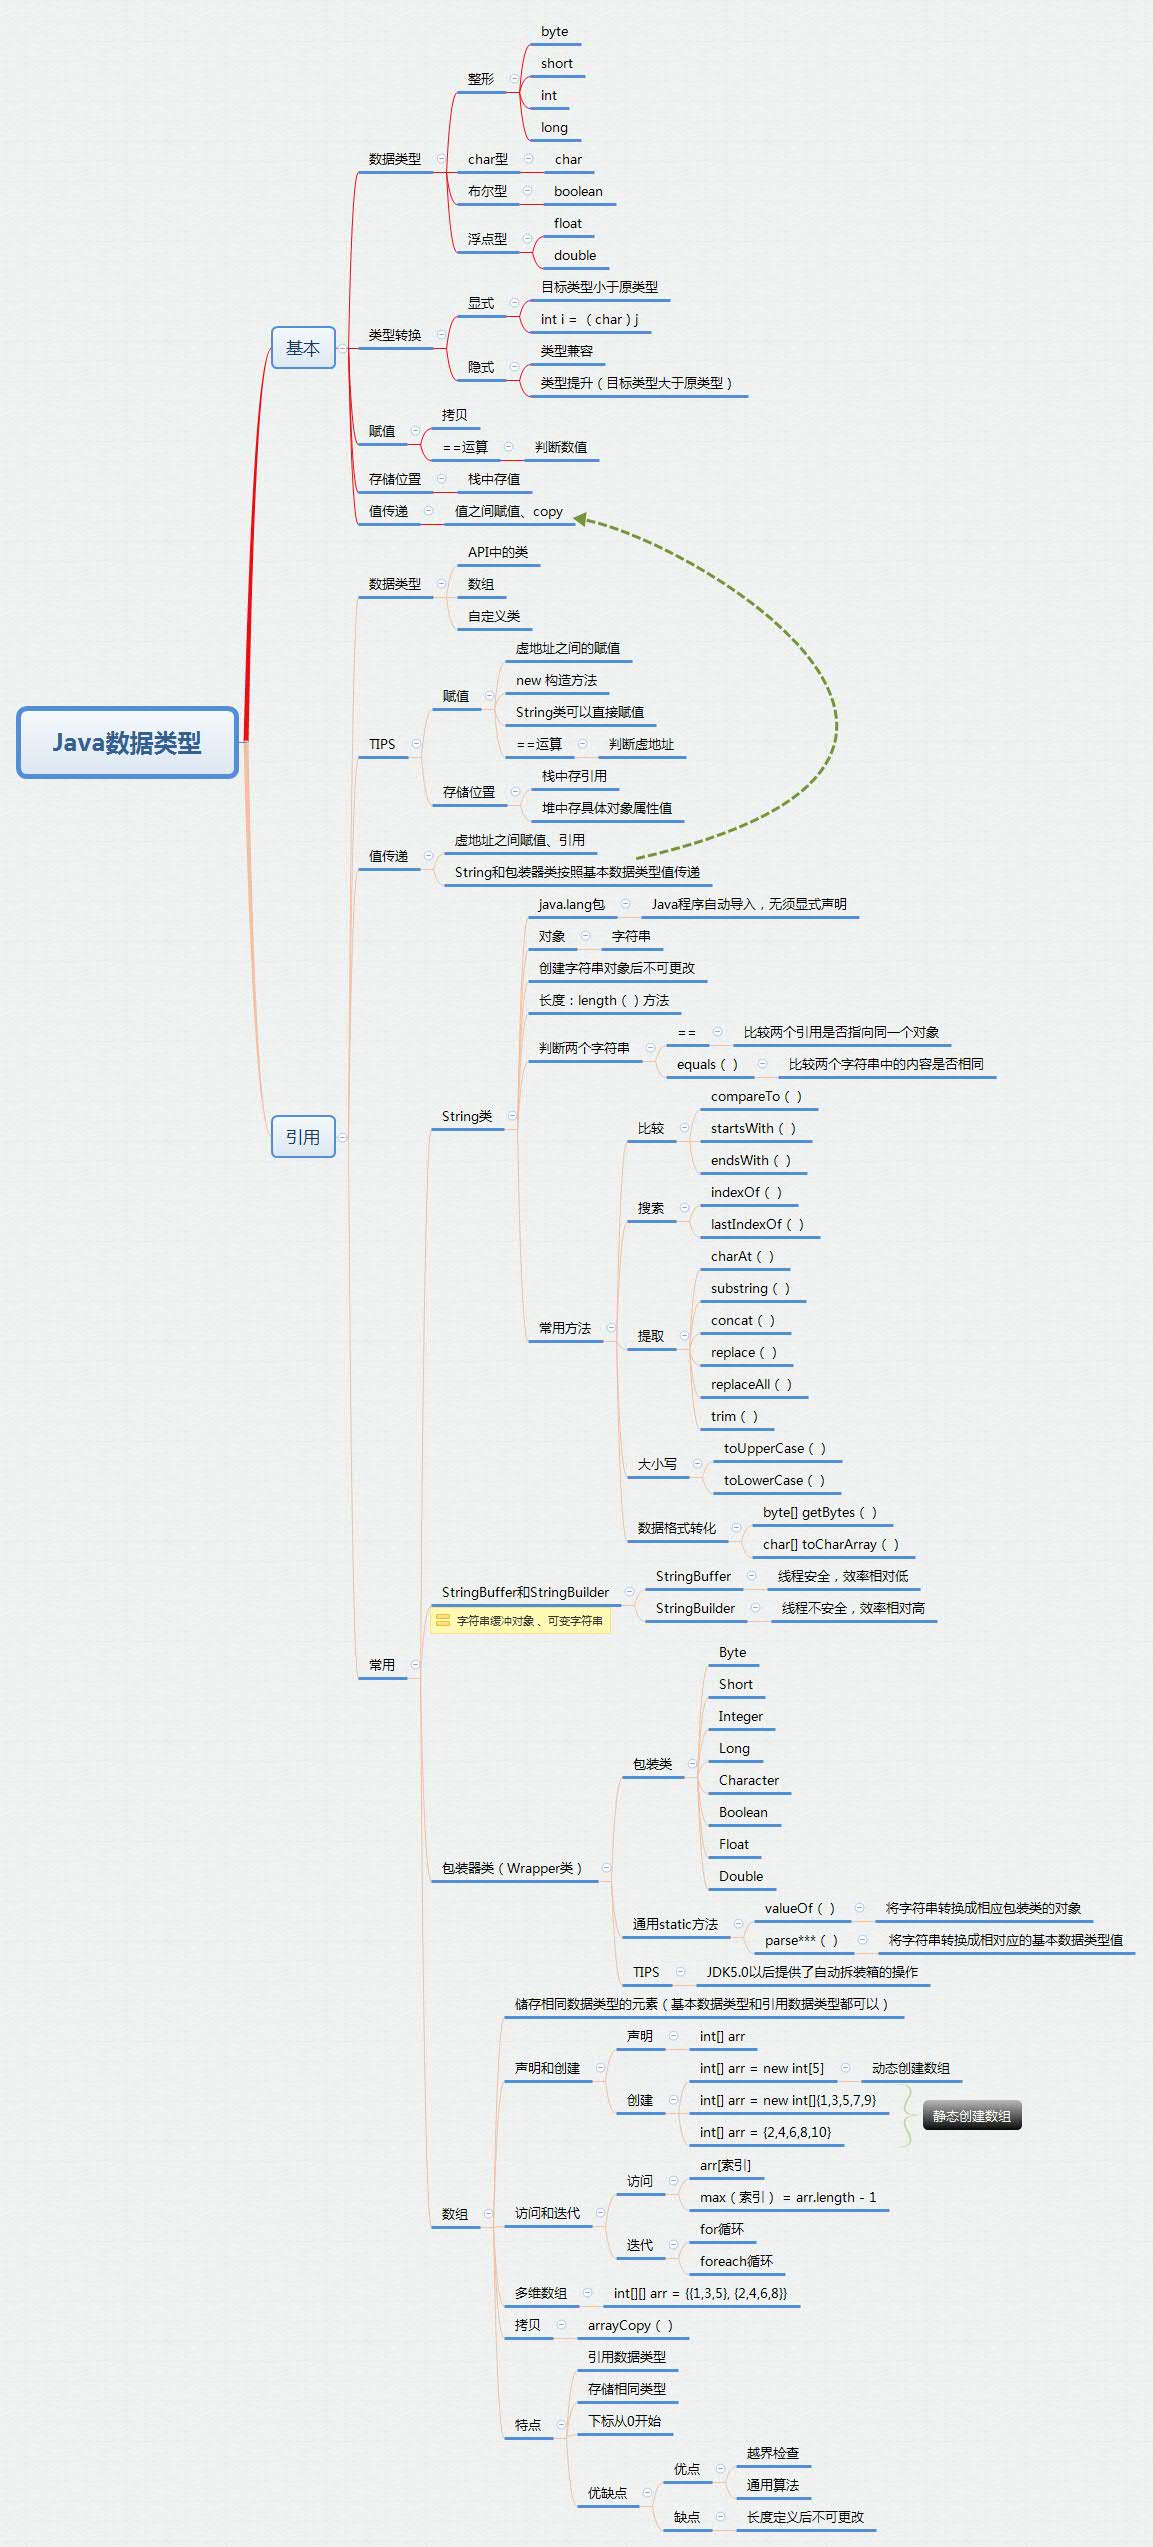 Java数据类型
基本
数据类型
整形
byte
short
int
long
char型
char
布尔型
boolean
浮点型
float
double
类型转换
显式
目标类型小于原类型
int i = （char）j
隐式
类型兼容
类型提升（目标类型大于原类型）
赋值
拷贝
==运算
判断数值
存储位置
栈中存值
值传递
值之间赋值、copy
引用
数据类型
API中的类
数组
自定义类
TIPS
赋值
虚地址之间的赋值
new 构造方法
String类可以直接赋值
==运算
判断虚地址
存储位置
栈中存引用
堆中存具体对象属性值
值传递
虚地址之间赋值、引用
String和包装器类按照基本数据类型值传递
常用
String类
java.lang包
Java程序自动导入，无须显式声明
对象
字符串
创建字符串对象后不可更改
长度：length（）方法
判断两个字符串
==
比较两个引用是否指向同一个对象
equals（）
比较两个字符串中的内容是否相同
常用方法
比较
compareTo（）
startsWith（）
endsWith（）
搜素
indexOf（）
lastIndexOf（）
提取
charAt（）
substring（）
concat（）
replace（）
replaceAll（）
trim（）
大小写
toUpperCase（）
toLowerCase（）
数据格式转化
byte[] getBytes（）
char[] toCharArray（）
StringBuffer和StringBuilder
字符串缓冲对象 、可变字符串
StringBuffer
线程安全，效率相对低
StringBuilder
线程不安全，效率相对高
包装器类（Wrapper类）
包装类
Byte
Short
Integer
Long
Character
Boolean
Float
Double
通用static方法
valueOf（）
将字符串转换成相应包装类的对象
parse***（）
将字符串转换成相对应的基本数据类型值
TIPS
JDK5.0以后提供了自动拆装箱的操作
数组
储存相同数据类型的元素（基本数据类型和引用数据类型都可以）
声明和创建
声明
int[] arr
创建
int[] arr = new int[5]
动态创建数组
int[] arr = new int[]{1,3,5,7,9}
int[] arr = {2,4,6,8,10}
静态创建数组
访问和迭代
访问
arr[索引]
max（索引） = arr.length - 1
迭代
for循环
foreach循环
多维数组
int[][] arr = {{1,3,5}, {2,4,6,8}}
拷贝
arrayCopy（）
特点
引用数据类型
存储相同类型
下标从0开始
优缺点
优点
越界检查
通用算法
缺点
长度定义后不可更改